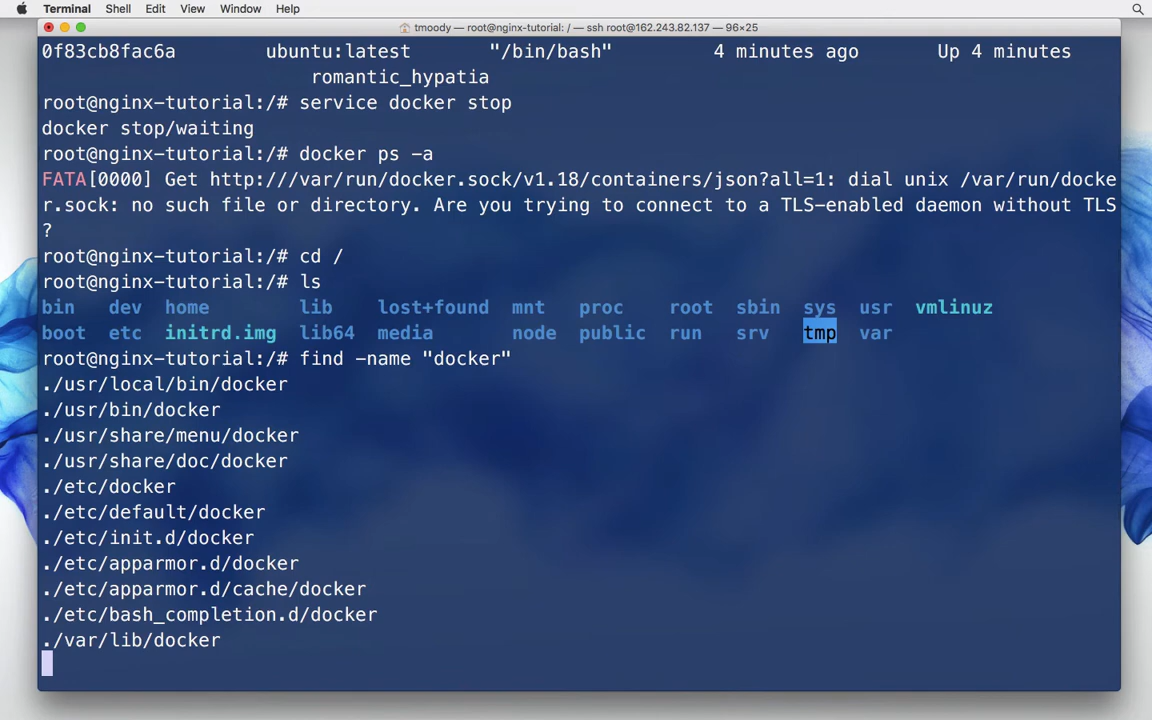 Terminal Shell Edit View Window Help
tmoody — root@nginx-tutorial: / — ssh root@162.243.82.137 — 96×25
0f83cb8fac6a ubuntu:latest "/bin/bash" 4 minutes ago Up 4 minutes
romantic_hypatia
root@nginx-tutorial:/# service docker stop
docker stop/waiting
root@nginx-tutorial:/# docker ps -a
FATA[0000] Get http:///var/run/docker.sock/v1.18/containers/json?all=1: dial unix /var/run/docke
r.sock: no such file or directory. Are you trying to connect to a TLS-enabled daemon without TLS
?
root@nginx-tutorial:/# cd /
root@nginx-tutorial:/# ls
bin dev home lib lost+found mnt proc root sbin sys usr vmlinuz
boot etc initrd.img lib64 media node public run srv tmp var
root@nginx-tutorial:/# find -name "docker"
./usr/local/bin/docker
./usr/bin/docker
./usr/share/menu/docker
./usr/share/doc/docker
./etc/docker
./etc/default/docker
./etc/init.d/docker
./etc/apparmor.d/docker
./etc/apparmor.d/cache/docker
./etc/bash_completion.d/docker
./var/lib/docker